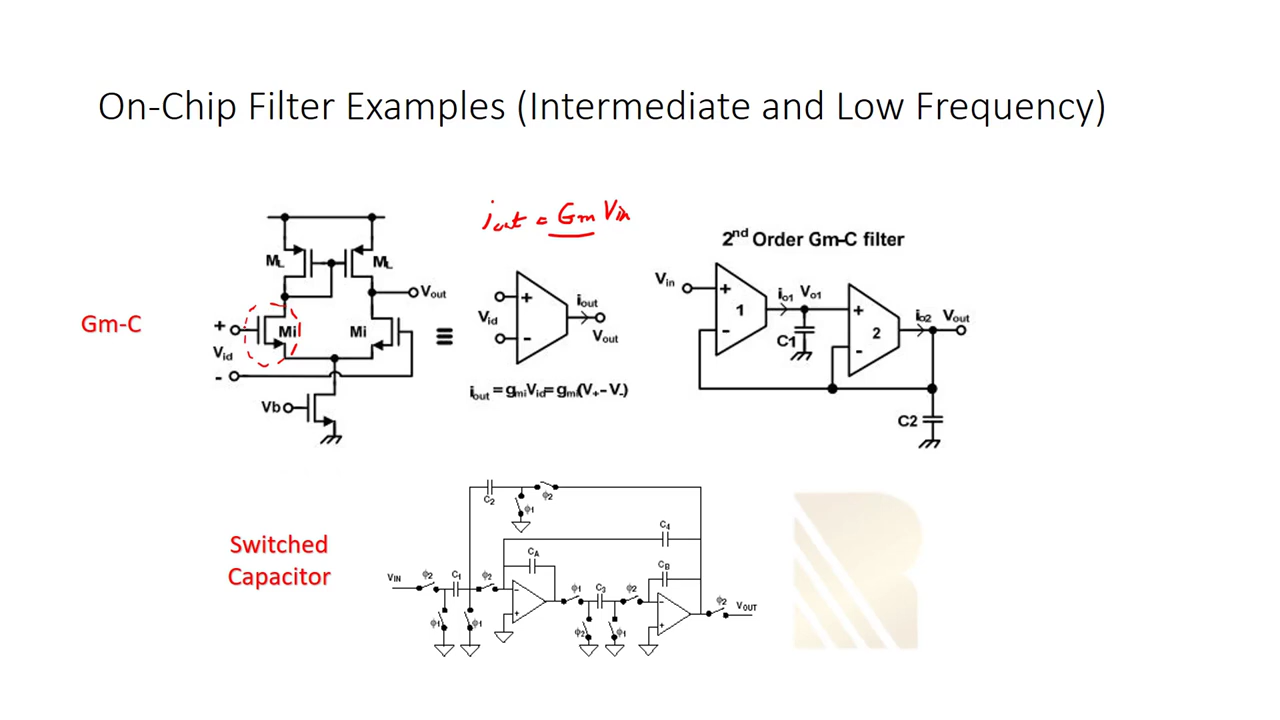 On-Chip Filter Examples (Intermediate and Low Frequency)
iout = Gm Vin
2nd Order Gm-C filter
Gm-C
ML
ML
Vout
+
Mi
Mi
Vid
-
Vb
+
iout
Vid
Vout
-
iout = gmiVid= gmi(V+- V-)
Vin
+
1
-
io1 Vo1
C1
+
2
-
io2 Vout
C2
Switched
Capacitor
C2
φ2
φ1
C4
CA
CB
VIN
φ2
C1
φ2
-
+
φ1
C3
φ2
-
+
φ2
VOUT
φ1
φ1
φ2
φ1